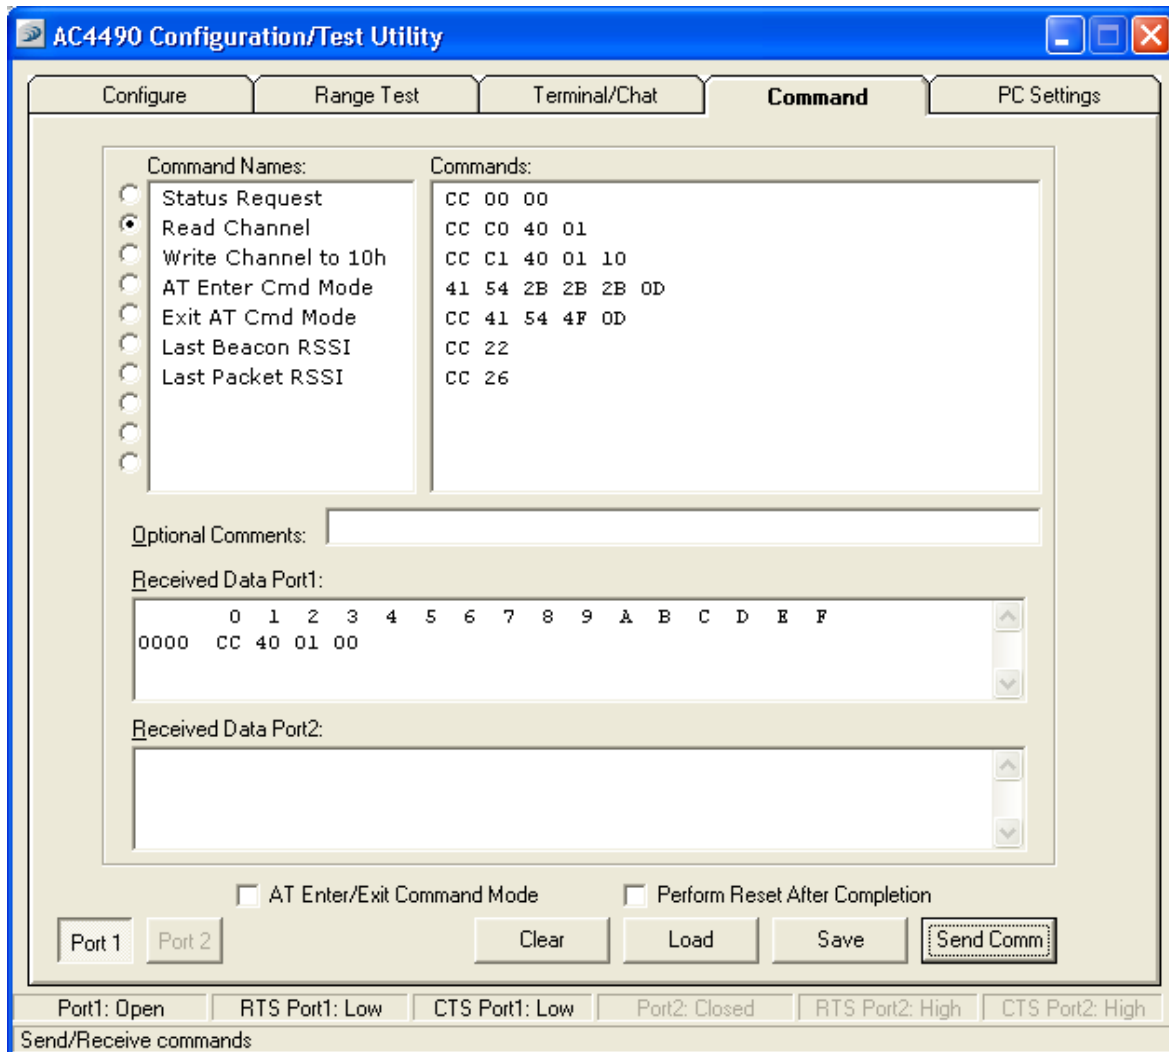 AC4490 Configuration/Test Utility
Configure Range Test Terminal/Chat Command PC Settings
Command Names: Commands:
Status Request CC 00 00
Read Channel CC C0 40 01
Write Channel to 10h CC C1 40 01 10
AT Enter Cmd Mode 41 54 2B 2B 2B 0D
Exit AT Cmd Mode CC 41 54 4F 0D
Last Beacon RSSI CC 22
Last Packet RSSI CC 26
Optional Comments:
Received Data Port1:
0 1 2 3 4 5 6 7 8 9 A B C D E F
0000 CC 40 01 00
Received Data Port2:
AT Enter/Exit Command Mode Perform Reset After Completion
Port 1 Port 2 Clear Load Save Send Comm
Port1: Open RTS Port1: Low CTS Port1: Low Port2: Closed RTS Port2: High CTS Port2: High
Send/Receive commands